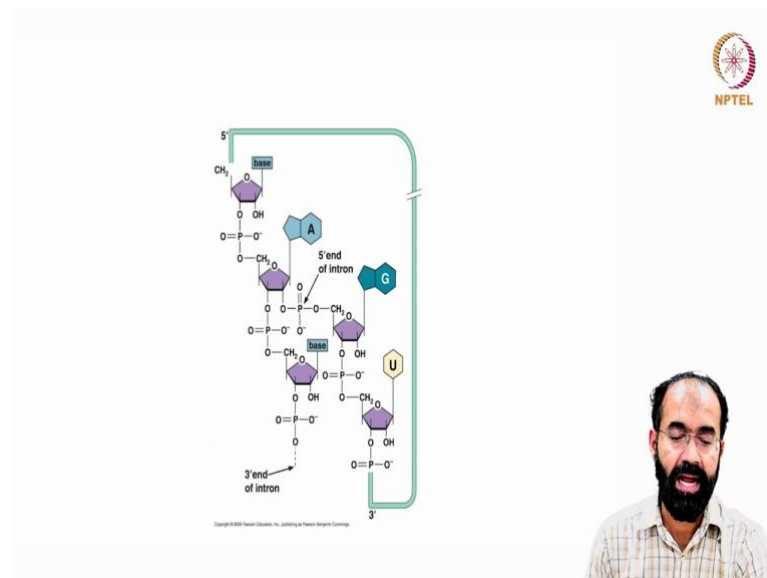 NPTEL
5'
base
CH₂
O
O
OH
O=P—O⁻
A
O—CH₂
O
5'end
of intron
O
G
O
O—P—O—CH₂
O
O=P—O⁻
O⁻
O—CH₂
O
base
O
OH
O=P—O⁻
U
O
OH
O—CH₂
O
O=P—O⁻
O
O
OH
3'end
of intron
O=P—O⁻
3'